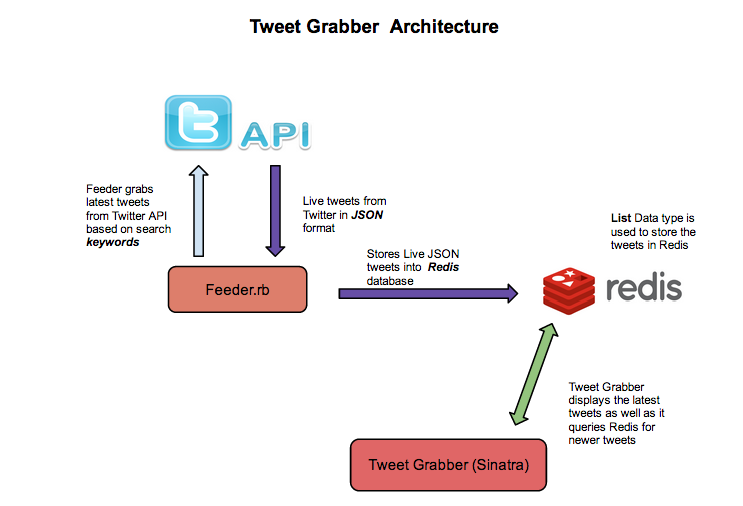 Tweet Grabber  Architecture
API
Feeder grabs
latest tweets
from Twitter API
based on search
keywords
Live tweets from
Twitter in JSON
format
List Data type is
used to store the
tweets in Redis
Stores Live JSON
tweets into  Redis
database
Feeder.rb
redis
Tweet Grabber
displays the latest
tweets as well as it
queries Redis for
newer tweets
Tweet Grabber (Sinatra)